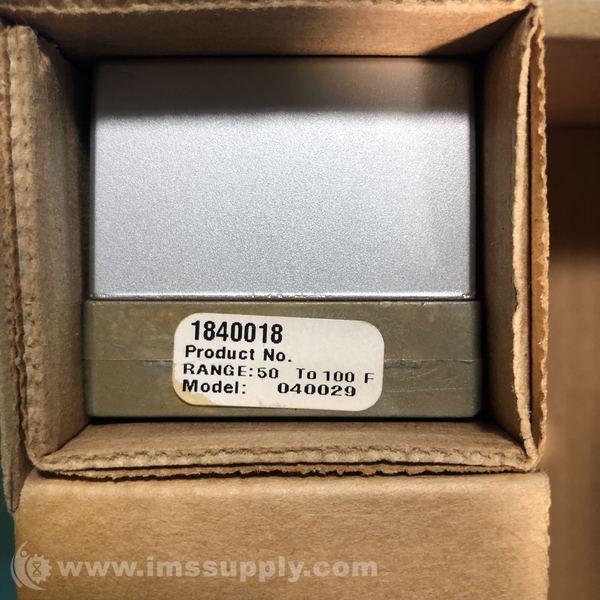 1840018
Product No.
RANGE: 50 To 100 F
Model: 040029
www.imssupply.com